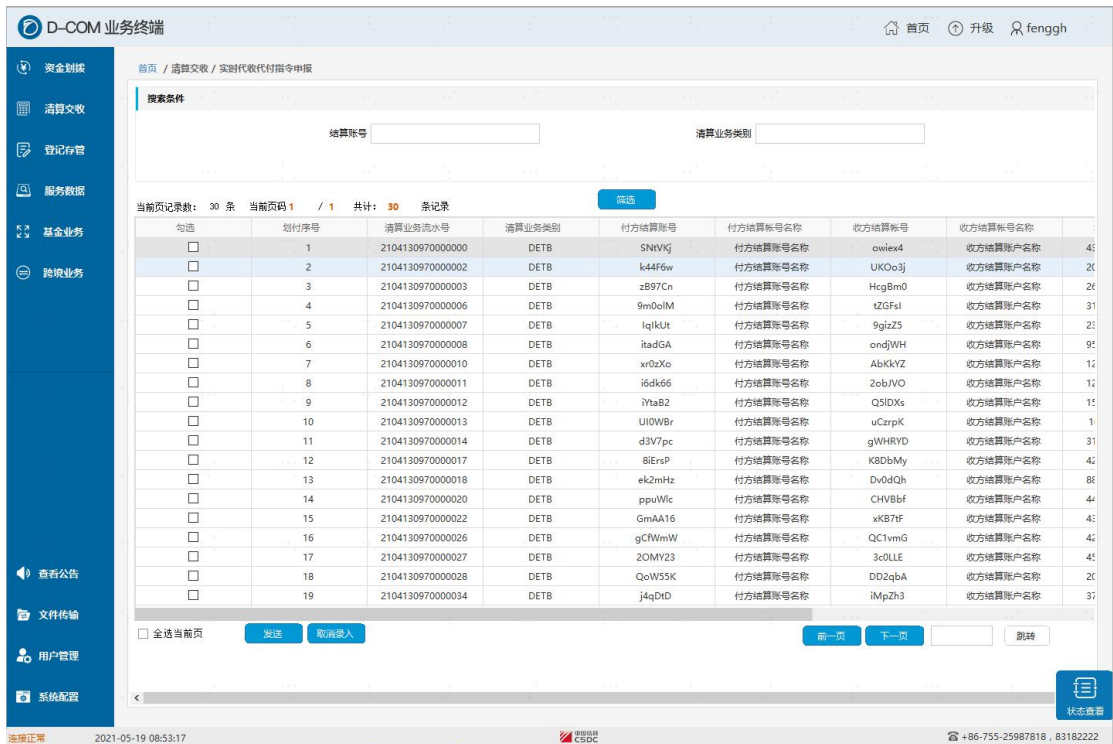 D-COM 业务终端
首页 升级 fenggh
资金划拨
清算交收
登记存管
服务数据
基金业务
跨境业务
查看公告
文件传输
用户管理
系统配置
首页 / 清算交收 / 实时代收代付指令申报
搜索条件
结算账号 清算业务类别
筛选
当前页记录数: 30 条 当前页码 1 / 1 共计: 30 条记录
勾选 划付序号 清算业务流水号 清算业务类别 付方结算账号 付方结算帐号名称 收方结算帐号 收方结算帐号名称
1 2104130970000000 DETB SNtVKj 付方结算账号名称 owiex4 收方结算账户名称
2 2104130970000002 DETB k44F6w 付方结算账号名称 UKOo3j 收方结算账户名称 20
3 2104130970000003 DETB zB97Cn 付方结算账号名称 HcgBm0 收方结算账户名称 26
4 2104130970000006 DETB 9m0olM 付方结算账号名称 tZGFsI 收方结算账户名称 31
5 2104130970000007 DETB IqIkUt 付方结算账号名称 9gizZ5 收方结算账户名称 23
6 2104130970000008 DETB itadGA 付方结算账号名称 ondjWH 收方结算账户名称 95
7 2104130970000010 DETB xr0zXo 付方结算账号名称 AbKkYZ 收方结算账户名称 12
8 2104130970000011 DETB i6dk66 付方结算账号名称 2obJVO 收方结算账户名称 12
9 2104130970000012 DETB iYtaB2 付方结算账号名称 Q5lDXs 收方结算账户名称 15
10 2104130970000013 DETB UI0WBr 付方结算账号名称 uCzrpK 收方结算账户名称 1
11 2104130970000014 DETB d3V7pc 付方结算账号名称 gWHRYD 收方结算账户名称 31
12 2104130970000017 DETB 8iErsP 付方结算账号名称 K8DbMy 收方结算账户名称 42
13 2104130970000018 DETB ek2mHz 付方结算账号名称 Dv0dQh 收方结算账户名称 88
14 2104130970000020 DETB ppuWlc 付方结算账号名称 CHVBbf 收方结算账户名称 44
15 2104130970000022 DETB GmAA16 付方结算账号名称 xKB7tF 收方结算账户名称 43
16 2104130970000026 DETB gCfWmW 付方结算账号名称 QC1vmG 收方结算账户名称 42
17 2104130970000027 DETB 2OMY23 付方结算账号名称 3c0LLE 收方结算账户名称 45
18 2104130970000028 DETB QoW55K 付方结算账号名称 DD2qbA 收方结算账户名称 20
19 2104130970000034 DETB j4qDtD 付方结算账号名称 iMpZh3 收方结算账户名称 37
全选当前页 发送 取消录入 前一页 下一页 跳转
状态查看
连接正常 2021-05-19 08:53:17 中国结算 CSDC +86-755-25987818 , 83182222